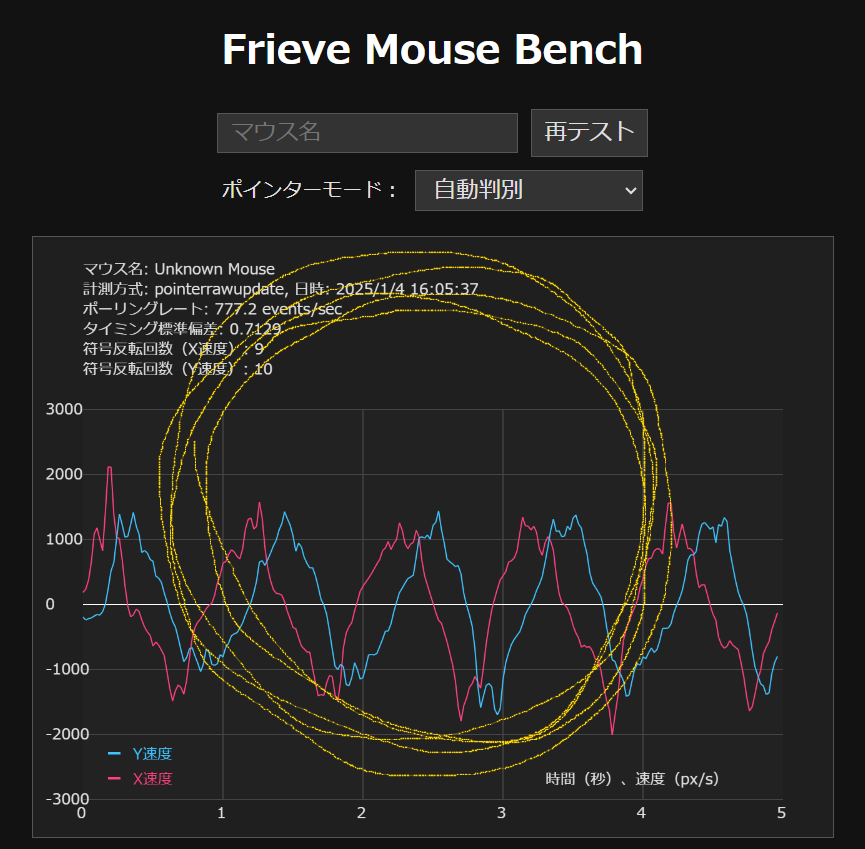 Frieve Mouse Bench
マウス名 再テスト
ポインターモード： 自動判別
マウス名: Unknown Mouse
計測方式: pointerrawupdate, 日時: 2025/1/4 16:05:37
ポーリングレート: 777.2 events/sec
タイミング標準偏差: 0.7129
符号反転回数（X速度）: 9
符号反転回数（Y速度）: 10
3000
2000
1000
0
-1000
-2000
Y速度
X速度 時間（秒）、速度（px/s）
-3000
0 1 2 3 4 5